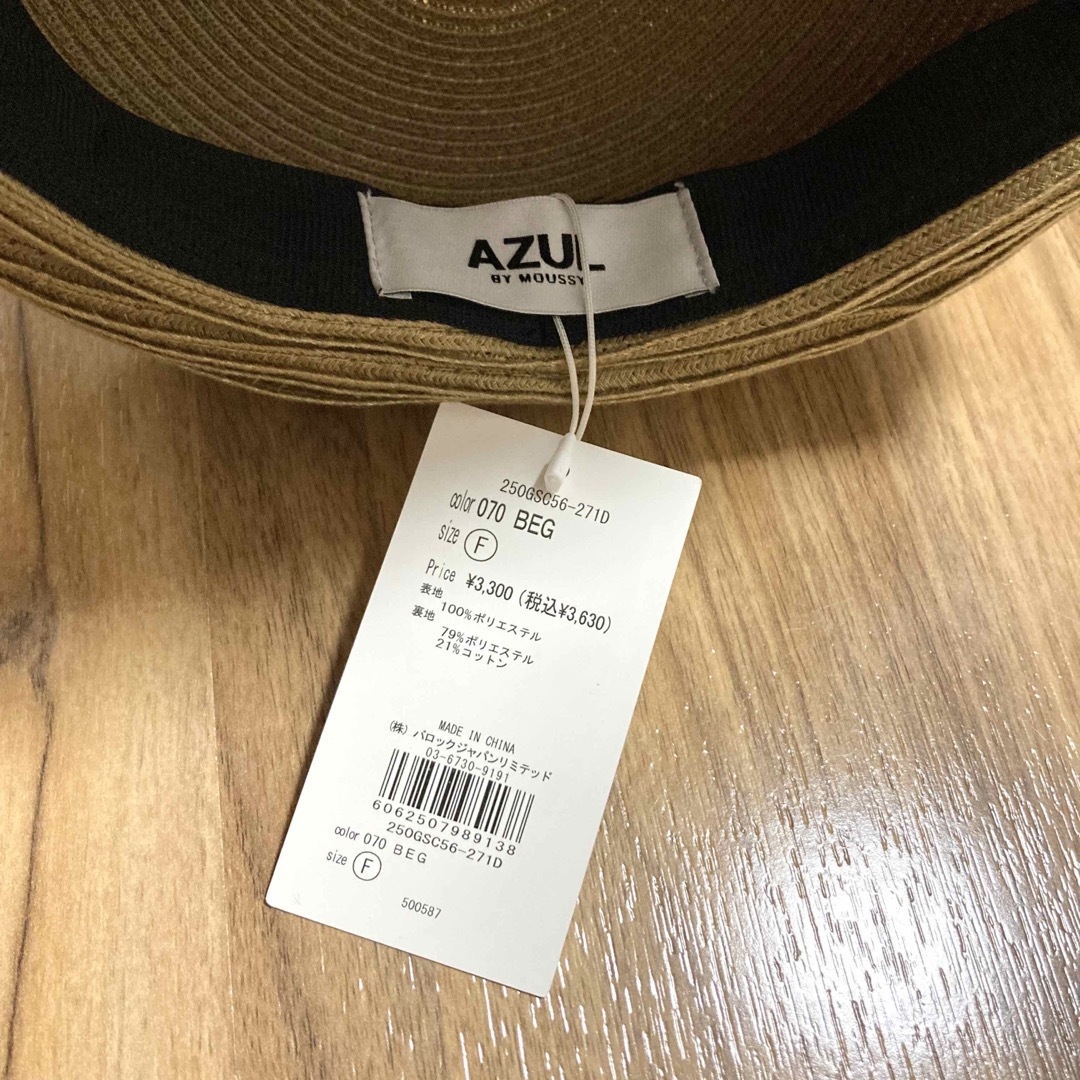 AZUL
BY MOUSSY
250GSC56-271D
color 070 BEG
size F
Price ¥3,300 (税込¥3,630)
表地 100%ポリエステル
裏地 79%ポリエステル
21%コットン
MADE IN CHINA
(株) バロックジャパンリミテッド
03-6730-9191
6062507989138
250GSC56-271D
color 070 BEG
size F
500587